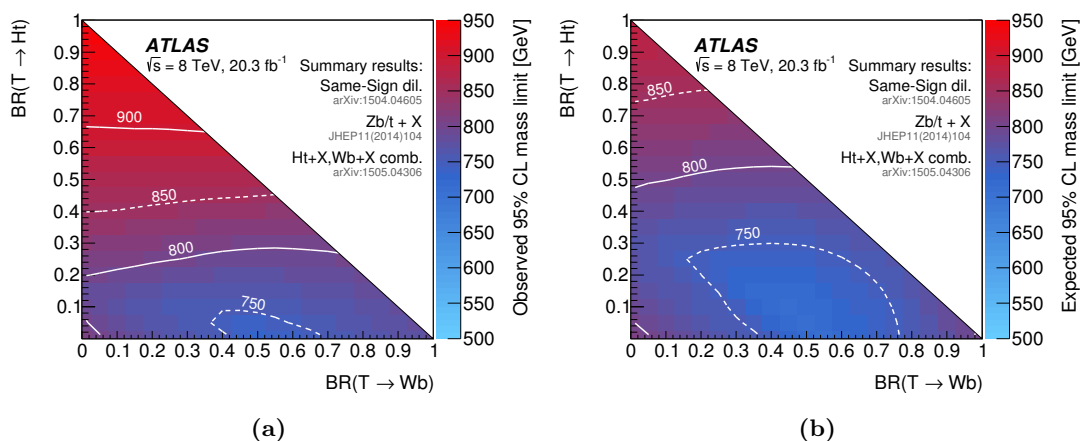 BR(T → Ht)
1
0.9
0.8
0.7
0.6
0.5
0.4
0.3
0.2
0.1
ATLAS
√s = 8 TeV, 20.3 fb⁻¹
Summary results:
Same-Sign dil.
arXiv:1504.04605
Zb/t + X
JHEP11(2014)104
Ht+X,Wb+X comb.
arXiv:1505.04306
900
850
800
750
0 0.1 0.2 0.3 0.4 0.5 0.6 0.7 0.8 0.9 1
BR(T → Wb)
950
900
850
800
750
700
650
600
550
500
Observed 95% CL mass limit [GeV]
(a)
BR(T → Ht)
1
0.9
0.8
0.7
0.6
0.5
0.4
0.3
0.2
0.1
ATLAS
√s = 8 TeV, 20.3 fb⁻¹
Summary results:
Same-Sign dil.
arXiv:1504.04605
Zb/t + X
JHEP11(2014)104
Ht+X,Wb+X comb.
arXiv:1505.04306
850
800
750
0 0.1 0.2 0.3 0.4 0.5 0.6 0.7 0.8 0.9 1
BR(T → Wb)
950
900
850
800
750
700
650
600
550
500
Expected 95% CL mass limit [GeV]
(b)